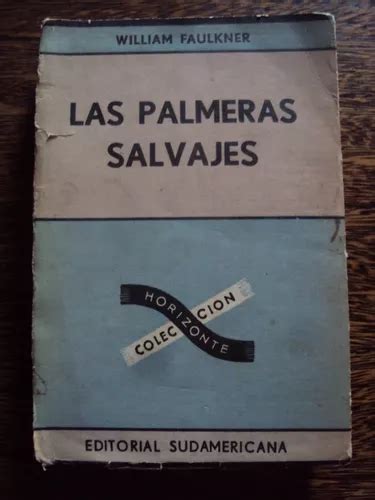 WILLIAM FAULKNER
LAS PALMERAS
SALVAJES
COLECCION
HORIZONTE
EDITORIAL SUDAMERICANA